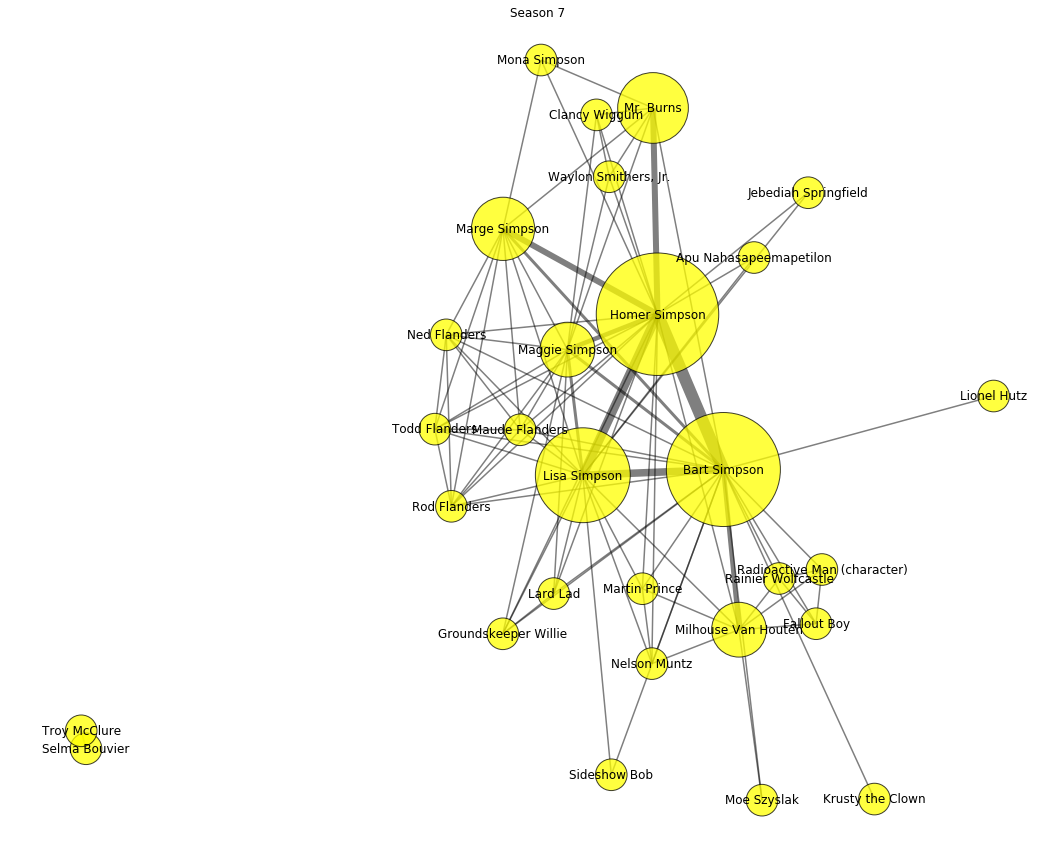 Season 7
Mona Simpson
Mr. Burns
Clancy Wiggum
Waylon Smithers, Jr.
Jebediah Springfield
Marge Simpson
Apu Nahasapeemapetilon
Homer Simpson
Ned Flanders
Maggie Simpson
Lionel Hutz
Todd Flanders
Maude Flanders
Bart Simpson
Lisa Simpson
Rod Flanders
Radioactive Man (character)
Rainier Wolfcastle
Martin Prince
Lard Lad
Fallout Boy
Milhouse Van Houten
Groundskeeper Willie
Nelson Muntz
Troy McClure
Selma Bouvier
Sideshow Bob
Moe Szyslak
Krusty the Clown